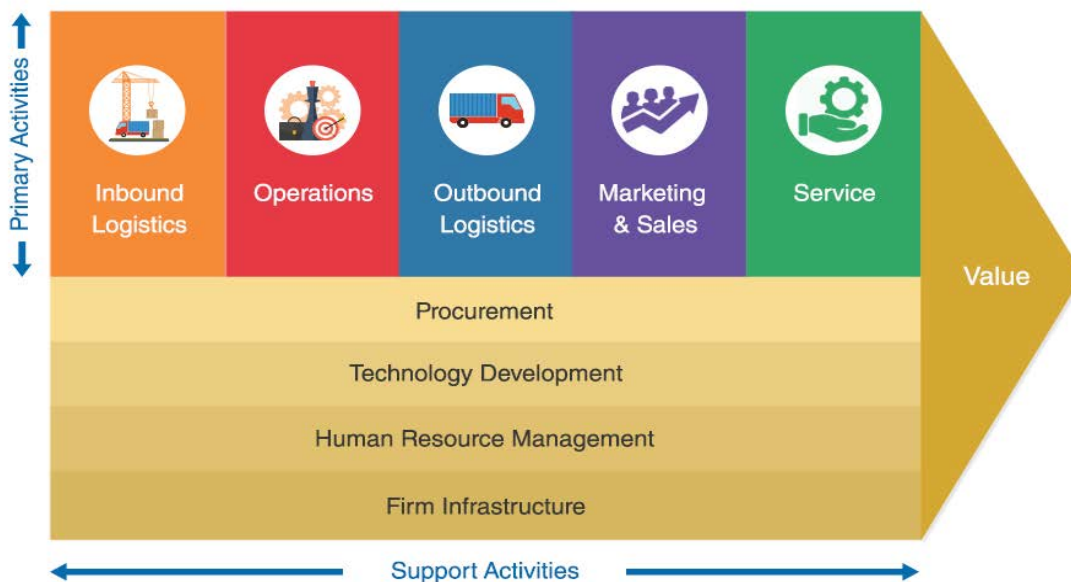 Primary Activities
Inbound
Logistics
Operations
Outbound
Logistics
Marketing
& Sales
Service
Value
Procurement
Technology Development
Human Resource Management
Firm Infrastructure
Support Activities